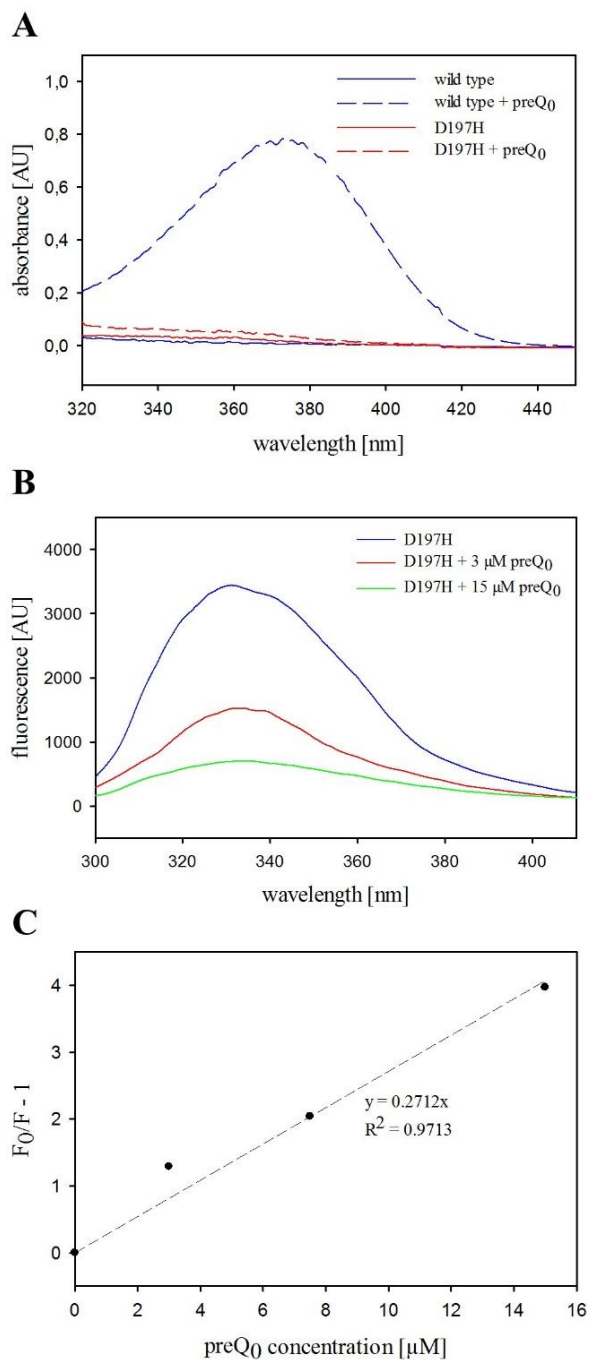 A
absorbance [AU]
1,0
0,8
0,6
0,4
0,2
0,0
wild type
wild type + preQ0
D197H
D197H + preQ0
320 340 360 380 400 420 440
wavelength [nm]
B
fluorescence [AU]
4000
3000
2000
1000
0
D197H
D197H + 3 µM preQ0
D197H + 15 µM preQ0
300 320 340 360 380 400
wavelength [nm]
C
F0/F - 1
4
3
2
1
0
y = 0.2712x
R2 = 0.9713
0 2 4 6 8 10 12 14 16
preQ0 concentration [µM]